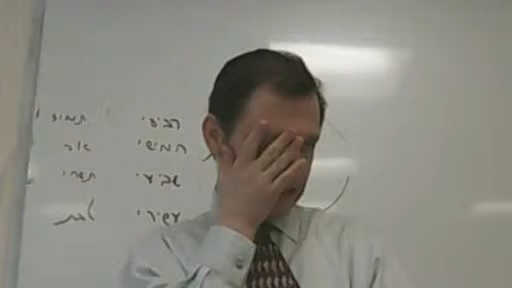 רביעי תמוז
חמישי אב
שביעי תשרי
עשירי טבת